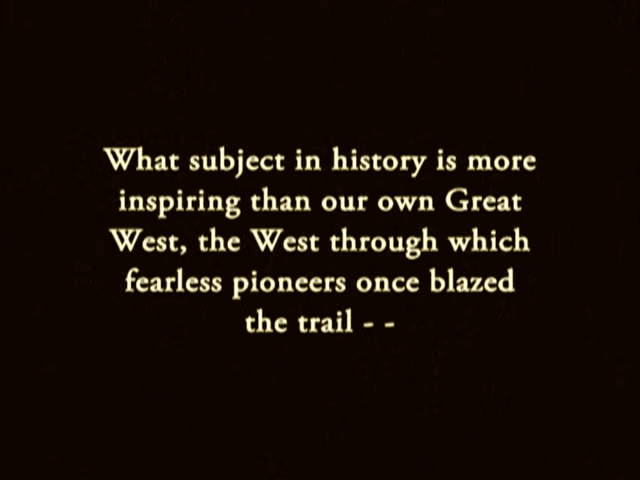 What subject in history is more
inspiring than our own Great
West, the West through which
fearless pioneers once blazed
the trail - -